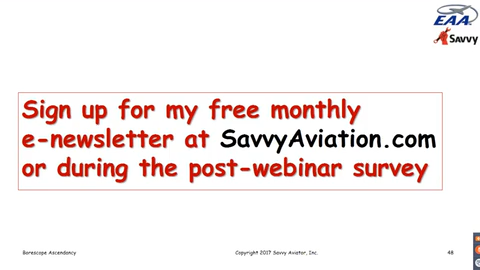 EAA
SAVVY
Sign up for my free monthly
e-newsletter at SavvyAviation.com
or during the post-webinar survey
Borescope Ascendancy
Copyright 2017 Savvy Aviator, Inc.
48